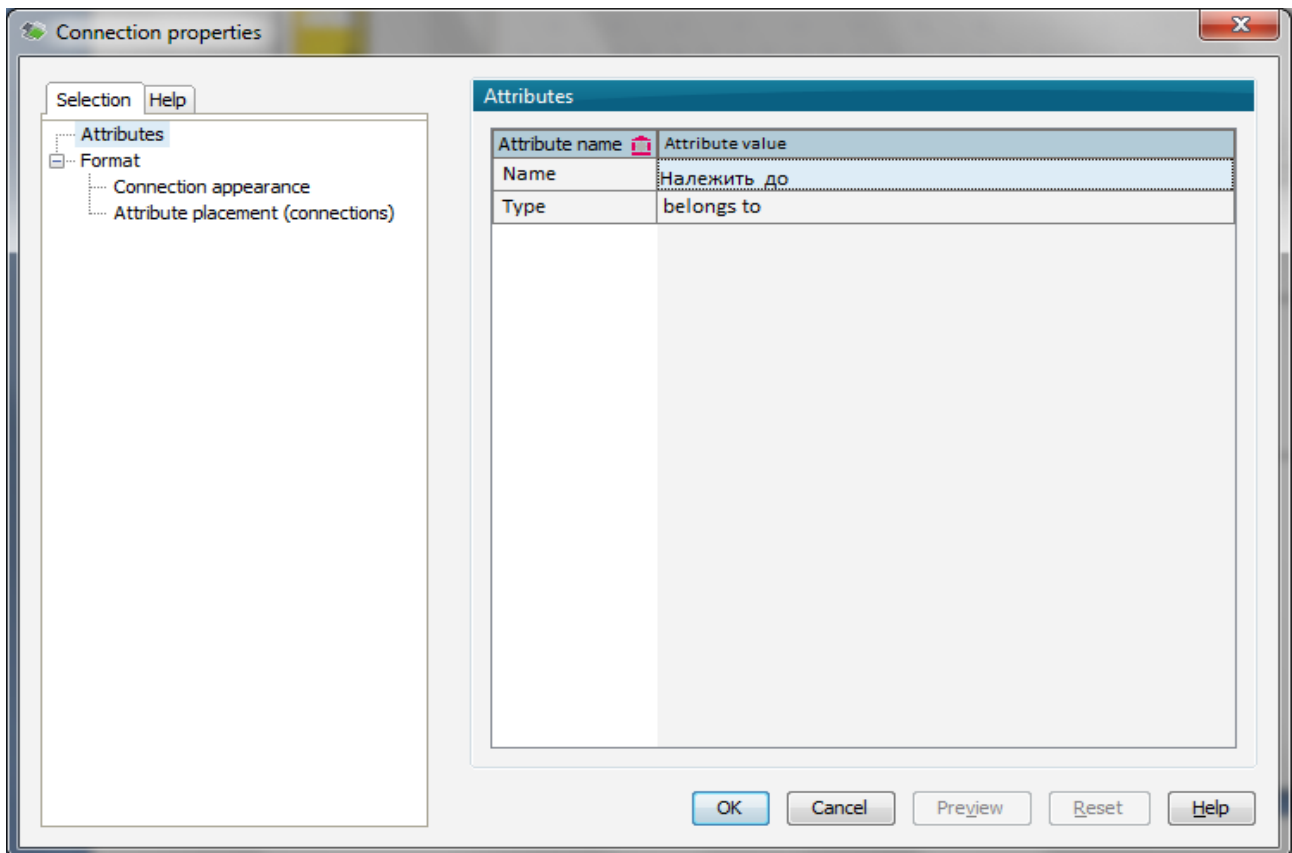 Connection properties
Selection Help
Attributes
Format
Connection appearance
Attribute placement (connections)
Attributes
Attribute name Attribute value
Name Належить до
Type belongs to
OK Cancel Preview Reset Help